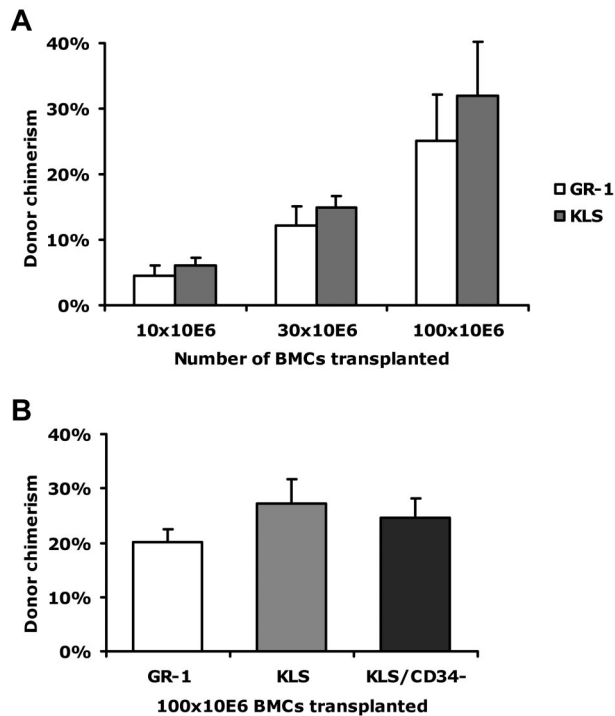 A
40%
30%
20%
10%
0%
Donor chimerism
10x10E6 30x10E6 100x10E6
Number of BMCs transplanted
GR-1
KLS
B
40%
30%
20%
10%
0%
Donor chimerism
GR-1 KLS KLS/CD34-
100x10E6 BMCs transplanted